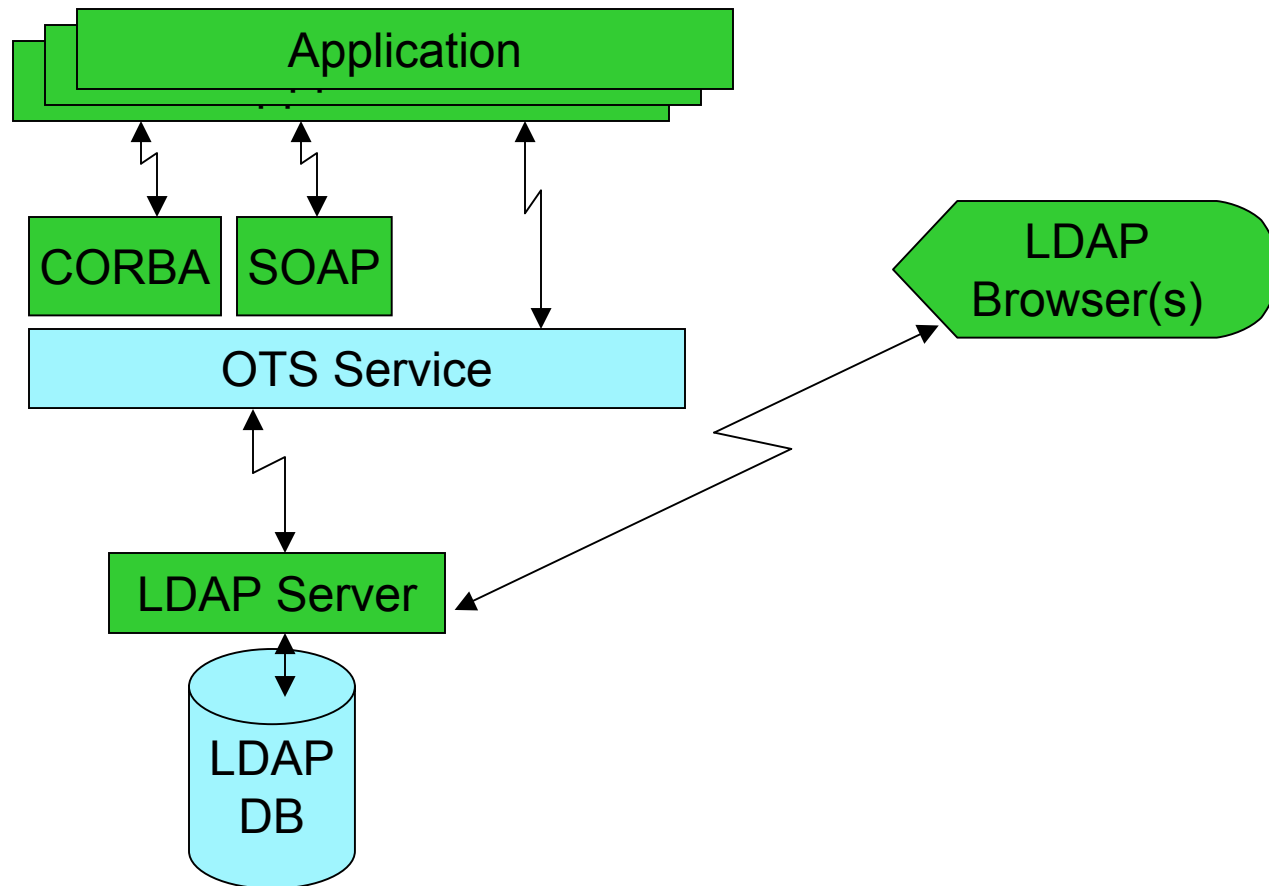 Application
CORBA
SOAP
LDAP
Browser(s)
OTS Service
LDAP Server
LDAP
DB